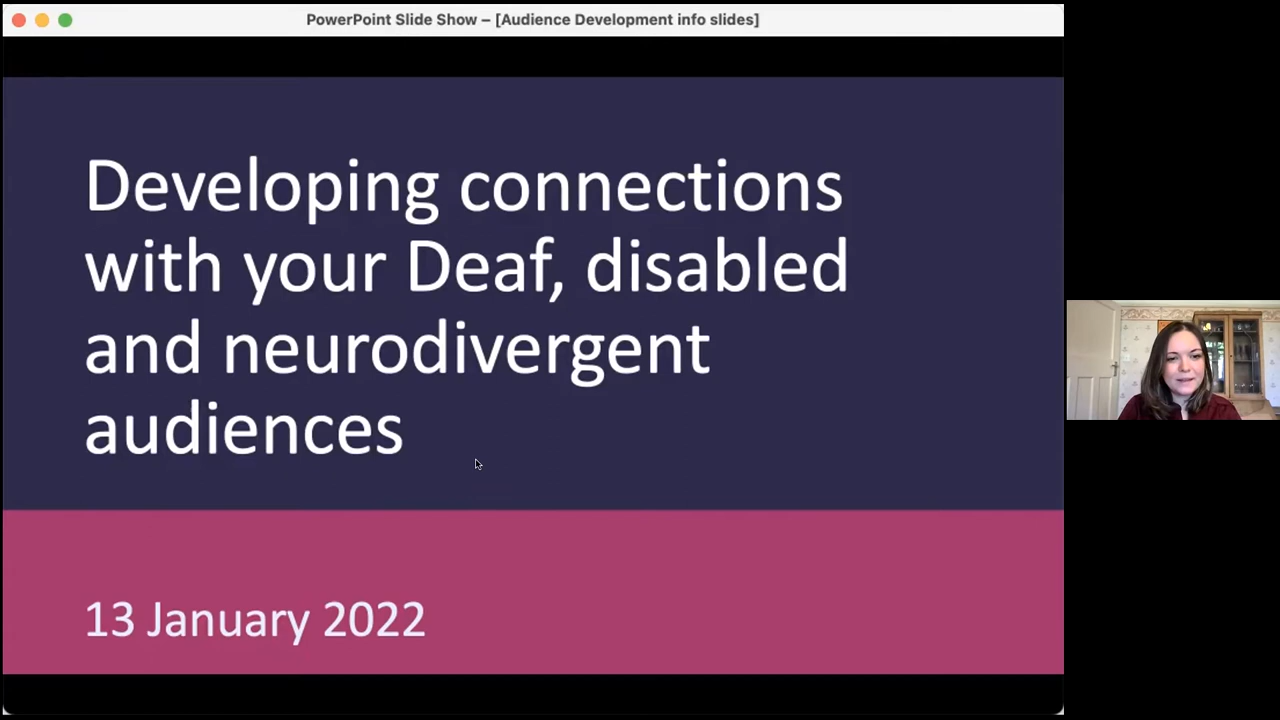 PowerPoint Slide Show – [Audience Development info slides]
Developing connections
with your Deaf, disabled
and neurodivergent
audiences
13 January 2022